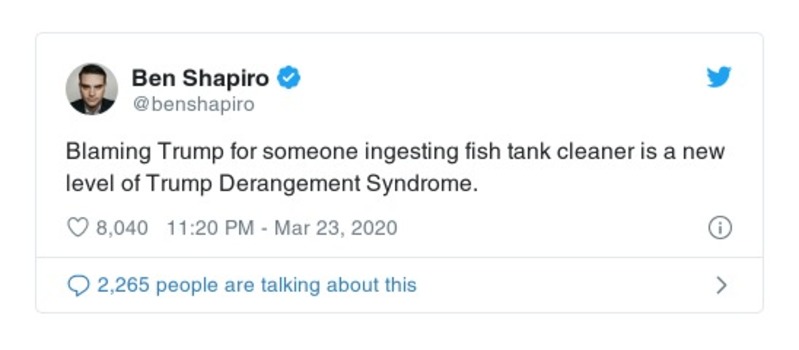 Ben Shapiro
@benshapiro
Blaming Trump for someone ingesting fish tank cleaner is a new
level of Trump Derangement Syndrome.
8,040 11:20 PM - Mar 23, 2020
2,265 people are talking about this